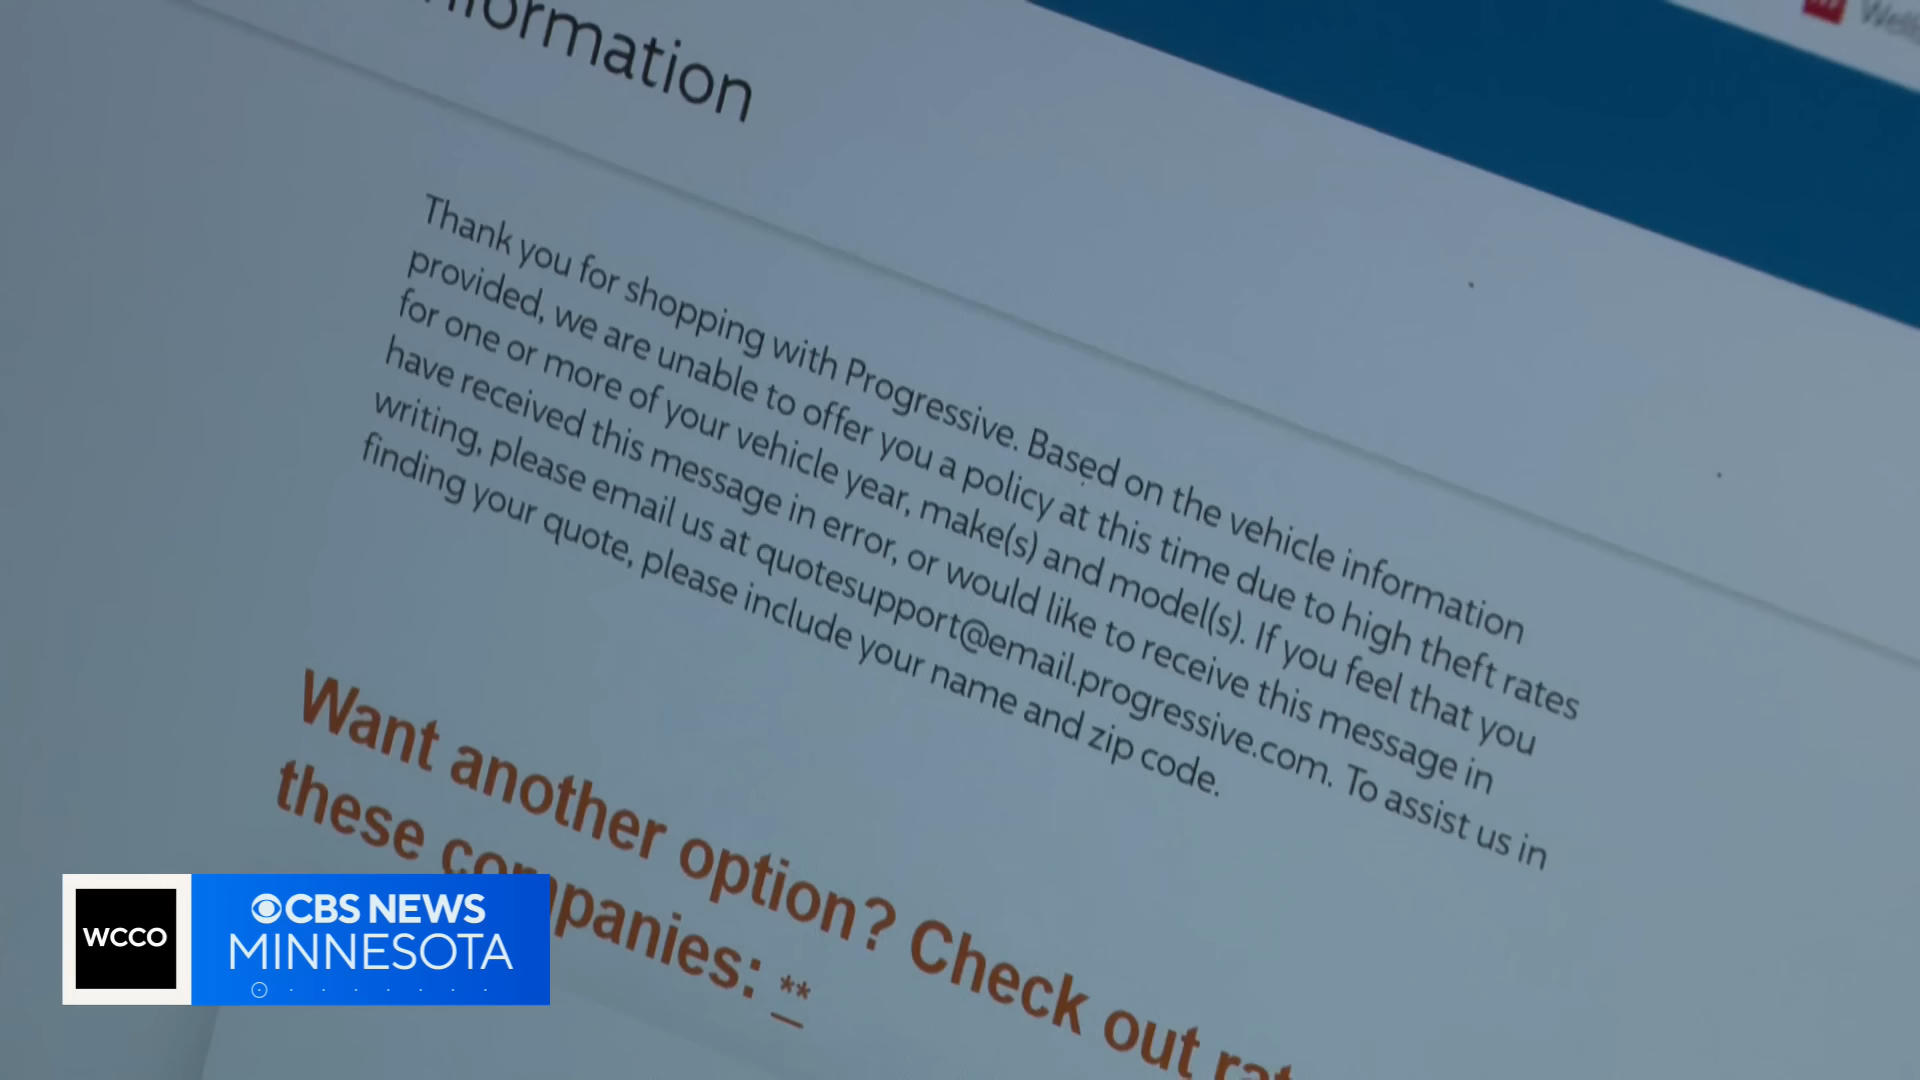 nformation
Thank you for shopping with Progressive. Based on the vehicle information
provided, we are unable to offer you a policy at this time due to high theft rates
for one or more of your vehicle year, make(s) and model(s). If you feel that you
have received this message in error, or would like to receive this message in
writing, please email us at quotesupport@email.progressive.com. To assist us in
finding your quote, please include your name and zip code.
Want another option? Check out
these companies: **
WCCO
CBS NEWS
MINNESOTA